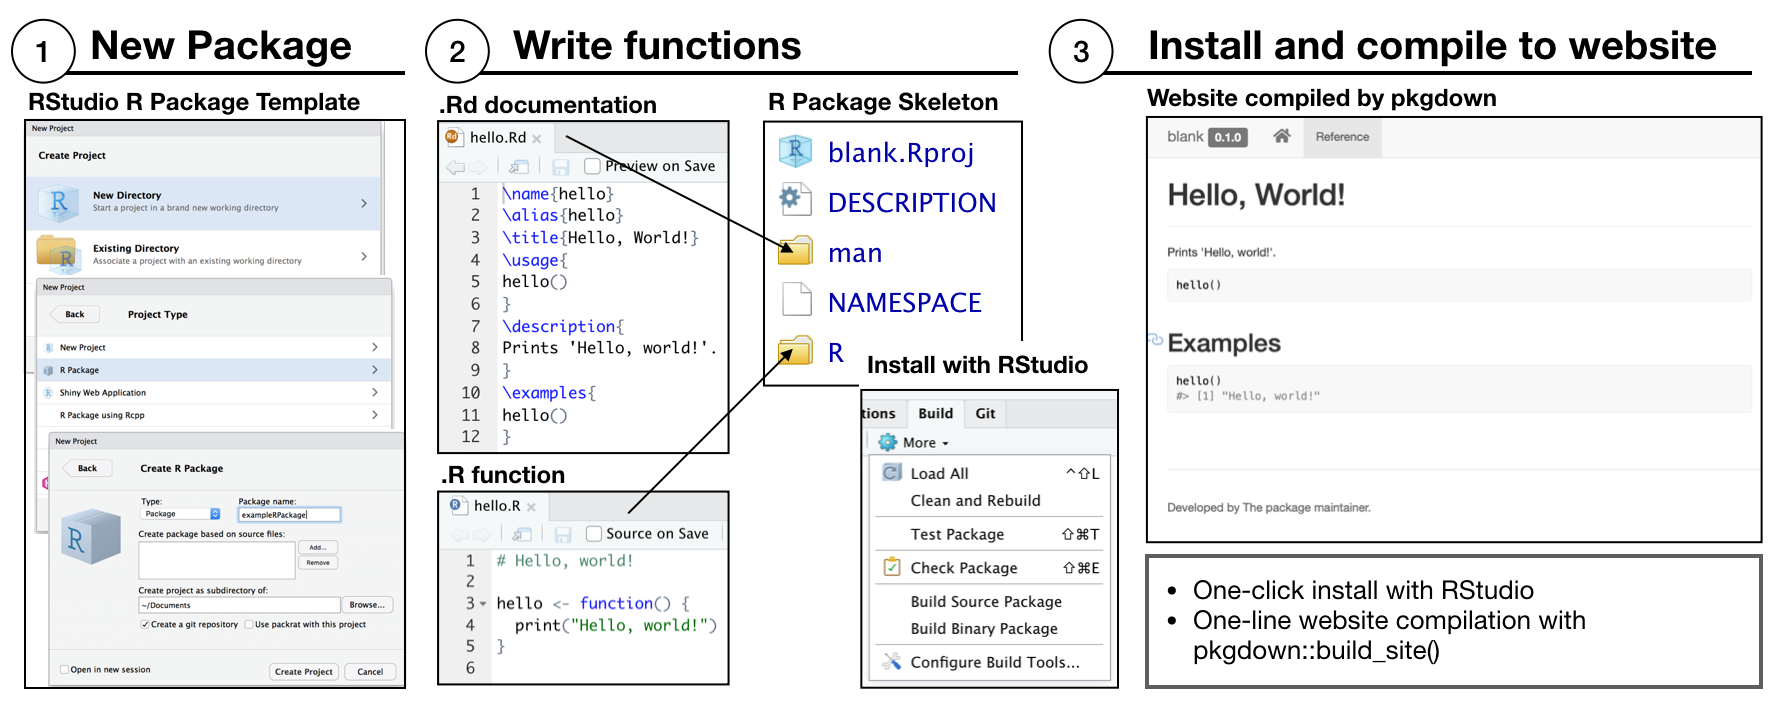 1 New Package
RStudio R Package Template
New Project
Create Project
New Directory
Start a project in a brand new working directory
Existing Directory
Associate a project with an existing working directory
New Project
Back
Project Type
New Project
R Package
Shiny Web Application
R Package using Rcpp
New Project
Back
Create R Package
Type:
Package name:
Package
exampleRPackage
Create package based on source files:
Add...
Remove
Create project as subdirectory of:
~/Documents
Browse...
Create a git repository
Use packrat with this project
Open in new session
Create Project
Cancel
2 Write functions
.Rd documentation
hello.Rd
Preview on Save
1 \name{hello}
2 \alias{hello}
3 \title{Hello, World!}
4 \usage{
5 hello()
6 }
7 \description{
8 Prints 'Hello, world!'.
9 }
10 \examples{
11 hello()
12 }
.R function
hello.R
Source on Save
1 # Hello, world!
2
3 hello <- function() {
4 print("Hello, world!")
5 }
6
R Package Skeleton
blank.Rproj
DESCRIPTION
man
NAMESPACE
R
Install with RStudio
tions Build Git
More
Load All ^⇧L
Clean and Rebuild
Test Package ⇧⌘T
Check Package ⇧⌘E
Build Source Package
Build Binary Package
Configure Build Tools...
3 Install and compile to website
Website compiled by pkgdown
blank 0.1.0 Reference
Hello, World!
Prints 'Hello, world!'.
hello()
Examples
hello()
#> [1] "Hello, world!"
Developed by The package maintainer.
• One-click install with RStudio
• One-line website compilation with
pkgdown::build_site()